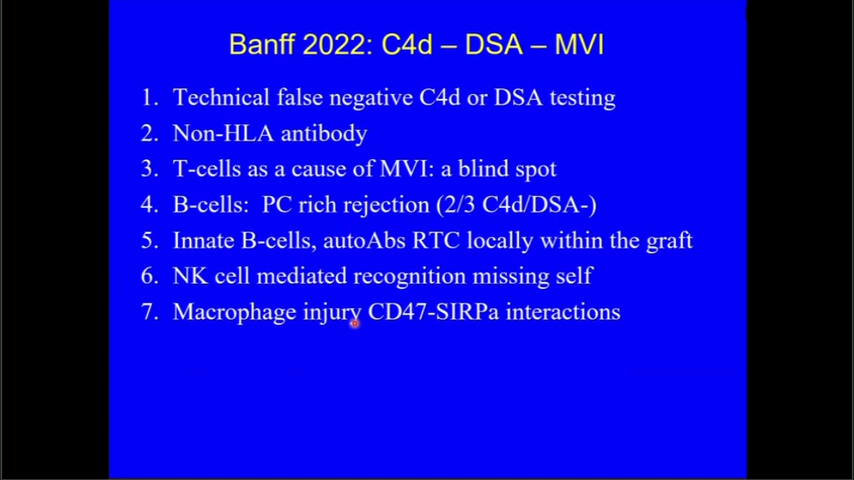 Banff 2022: C4d – DSA – MVI
1. Technical false negative C4d or DSA testing
2. Non-HLA antibody
3. T-cells as a cause of MVI: a blind spot
4. B-cells:  PC rich rejection (2/3 C4d/DSA-)
5. Innate B-cells, autoAbs RTC locally within the graft
6. NK cell mediated recognition missing self
7. Macrophage injury CD47-SIRPa interactions